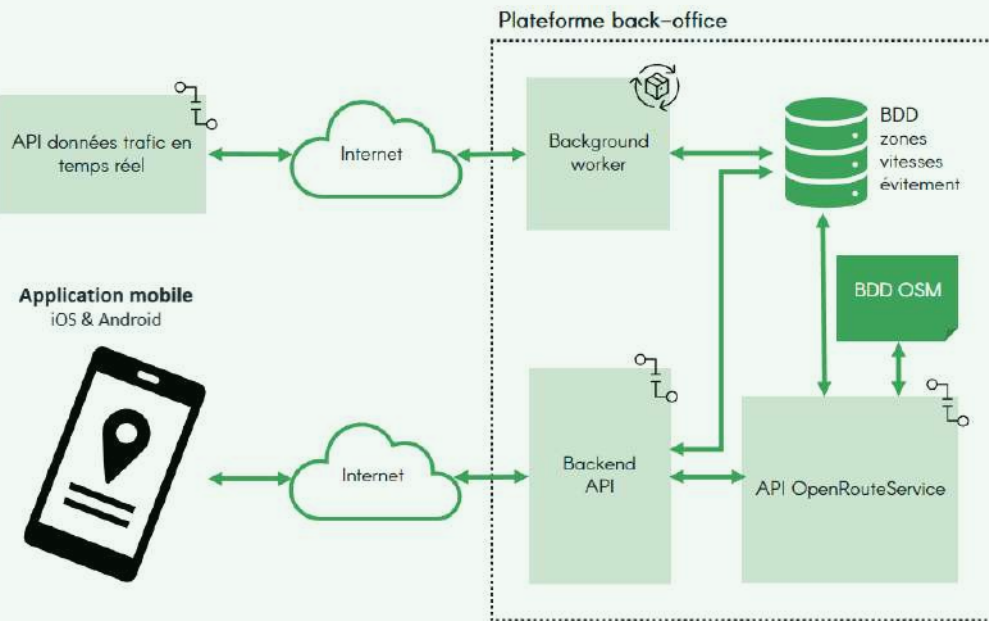 Plateforme back-office
API données trafic en
temps réel
Internet
Background
worker
BDD
zones
vitesses
évitement
BDD OSM
Application mobile
iOS & Android
Internet
Backend
API
API OpenRouteService